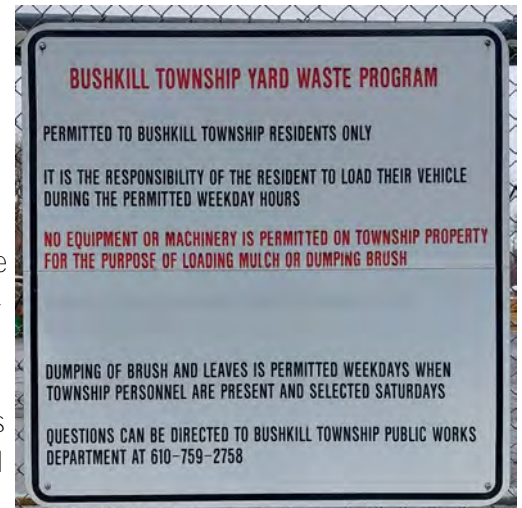 BUSHKILL TOWNSHIP YARD WASTE PROGRAM
PERMITTED TO BUSHKILL TOWNSHIP RESIDENTS ONLY
IT IS THE RESPONSIBILITY OF THE RESIDENT TO LOAD THEIR VEHICLE
DURING THE PERMITTED WEEKDAY HOURS
NO EQUIPMENT OR MACHINERY IS PERMITTED ON TOWNSHIP PROPERTY
FOR THE PURPOSE OF LOADING MULCH OR DUMPING BRUSH
DUMPING OF BRUSH AND LEAVES IS PERMITTED WEEKDAYS WHEN
TOWNSHIP PERSONNEL ARE PRESENT AND SELECTED SATURDAYS
QUESTIONS CAN BE DIRECTED TO BUSHKILL TOWNSHIP PUBLIC WORKS
DEPARTMENT AT 610-759-2758